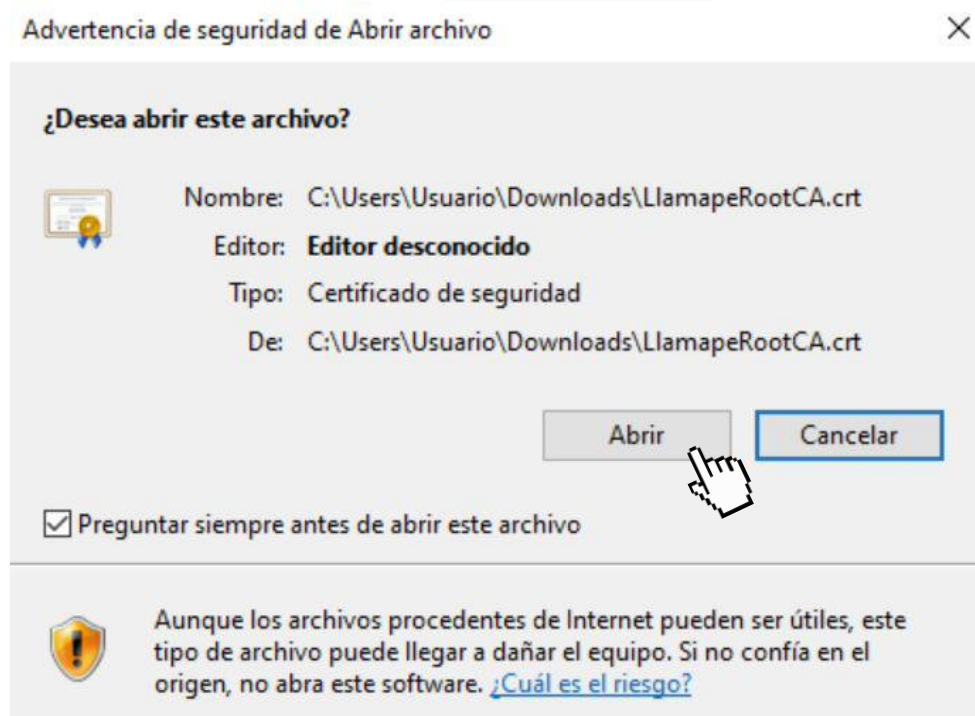 Advertencia de seguridad de Abrir archivo
¿Desea abrir este archivo?
Nombre: C:\Users\Usuario\Downloads\LlamapeRootCA.crt
Editor: Editor desconocido
Tipo: Certificado de seguridad
De: C:\Users\Usuario\Downloads\LlamapeRootCA.crt
Abrir Cancelar
Preguntar siempre antes de abrir este archivo
Aunque los archivos procedentes de Internet pueden ser útiles, este
tipo de archivo puede llegar a dañar el equipo. Si no confía en el
origen, no abra este software. ¿Cuál es el riesgo?